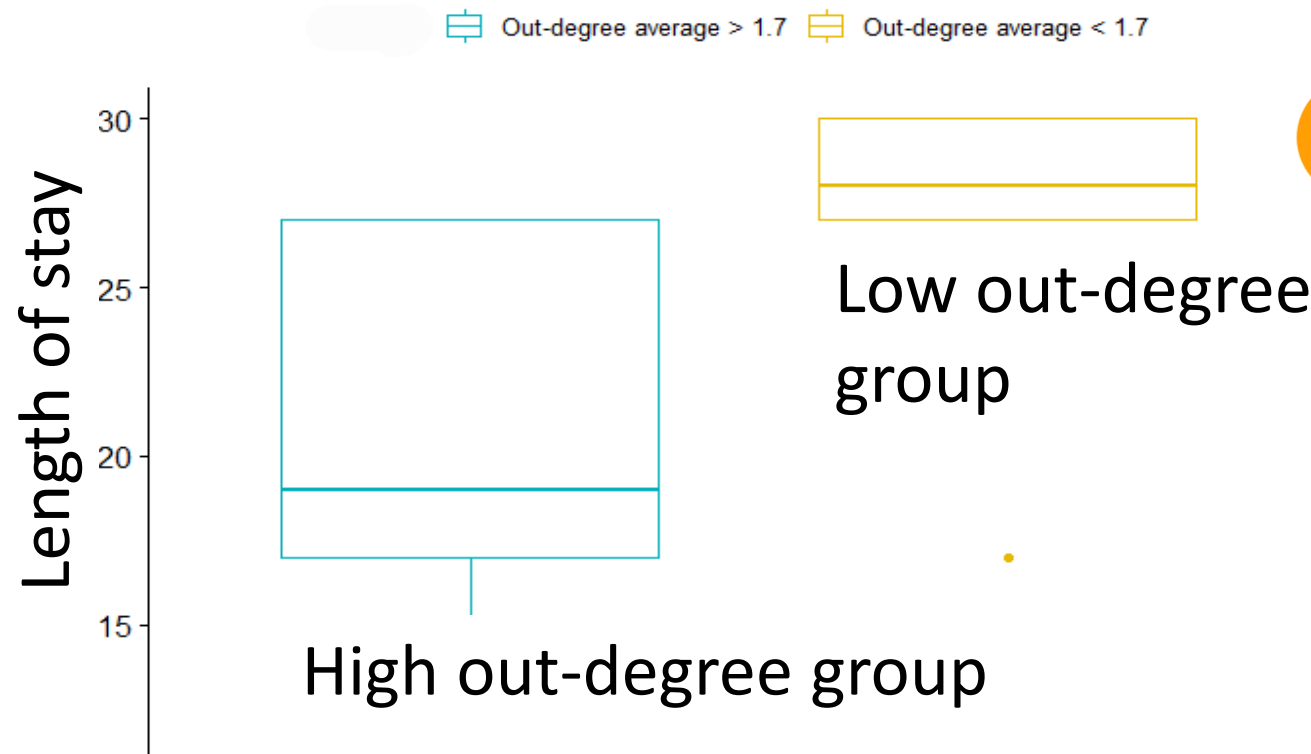 Out-degree average > 1.7 Out-degree average < 1.7
30
25
20
15
Length of stay
Low out-degree
group
High out-degree group